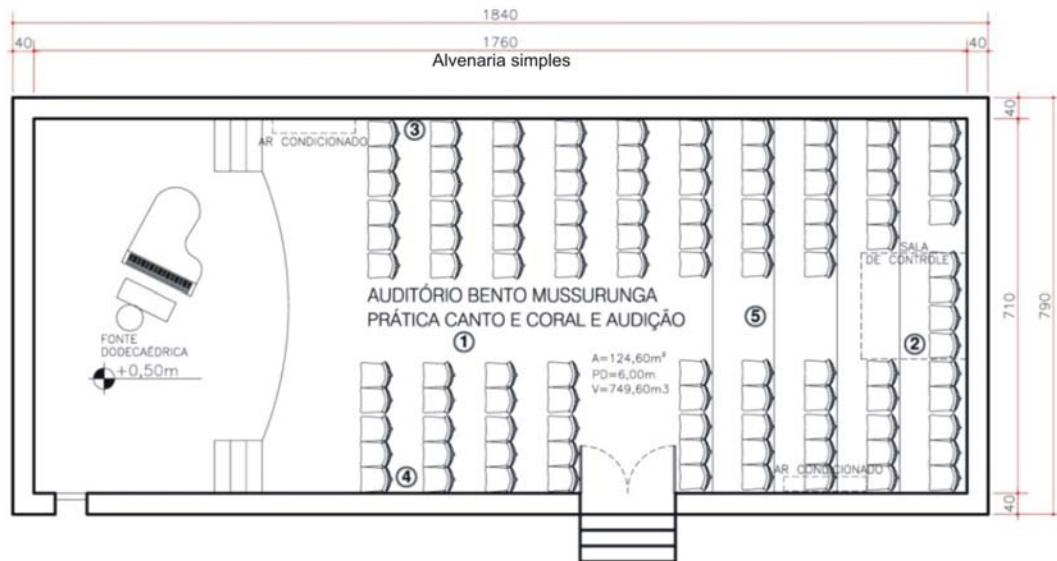 1840
40
1760
40
Alvenaria simples
40
AR CONDICIONADO
3
SALA
DE CONTROLE
AUDITÓRIO BENTO MUSSURUNGA
PRÁTICA CANTO E CORAL E AUDIÇÃO
1
5
2
710
790
FONTE
DODECAÉDRICA
+0,50m
A=124,60m²
PD=6,00m
V=749,60m3
4
AR CONDICIONADO
40